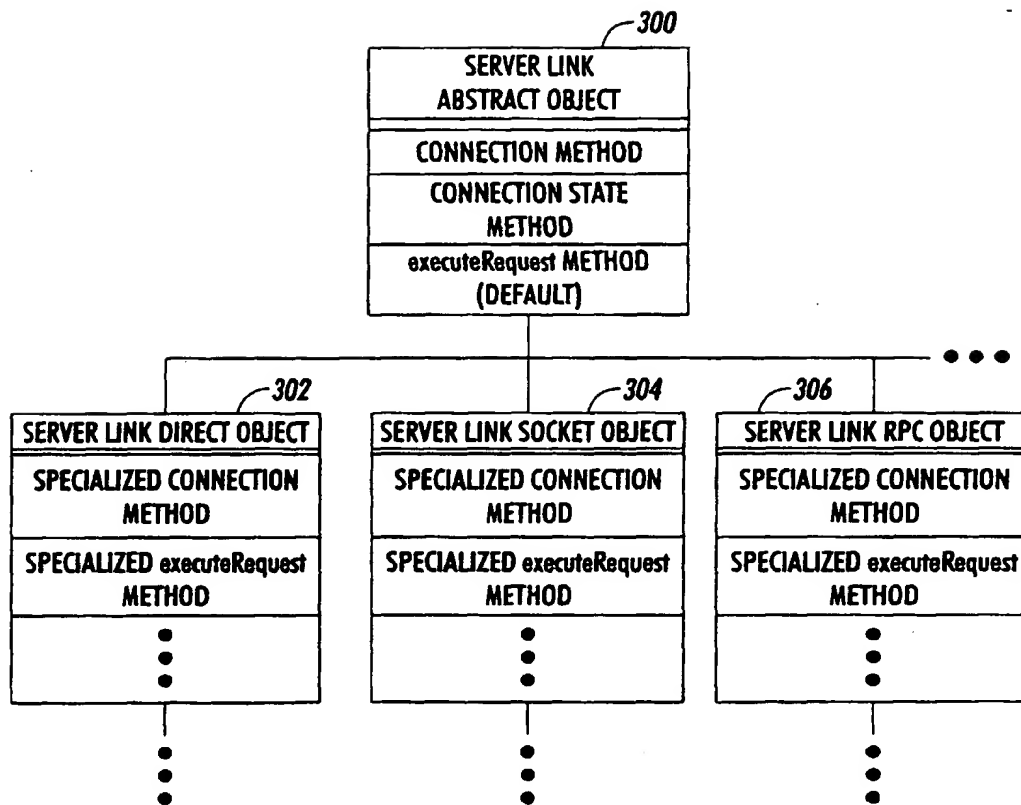 300
SERVER LINK
ABSTRACT OBJECT
CONNECTION METHOD
CONNECTION STATE
METHOD
executeRequest METHOD
(DEFAULT)
302
SERVER LINK DIRECT OBJECT
SPECIALIZED CONNECTION
METHOD
SPECIALIZED executeRequest
METHOD
304
SERVER LINK SOCKET OBJECT
SPECIALIZED CONNECTION
METHOD
SPECIALIZED executeRequest
METHOD
306
SERVER LINK RPC OBJECT
SPECIALIZED CONNECTION
METHOD
SPECIALIZED executeRequest
METHOD